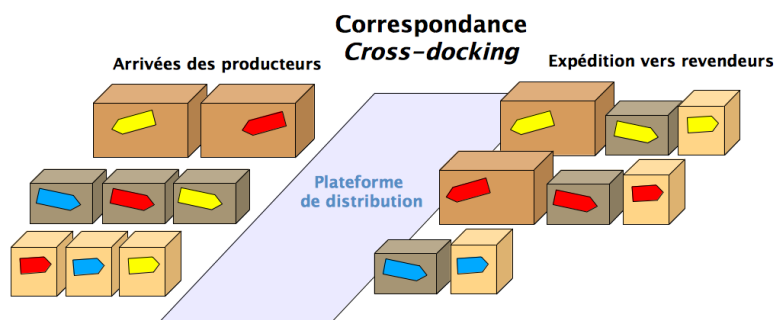 Correspondance
Cross-docking
Arrivées des producteurs
Expédition vers revendeurs
Plateforme
de distribution